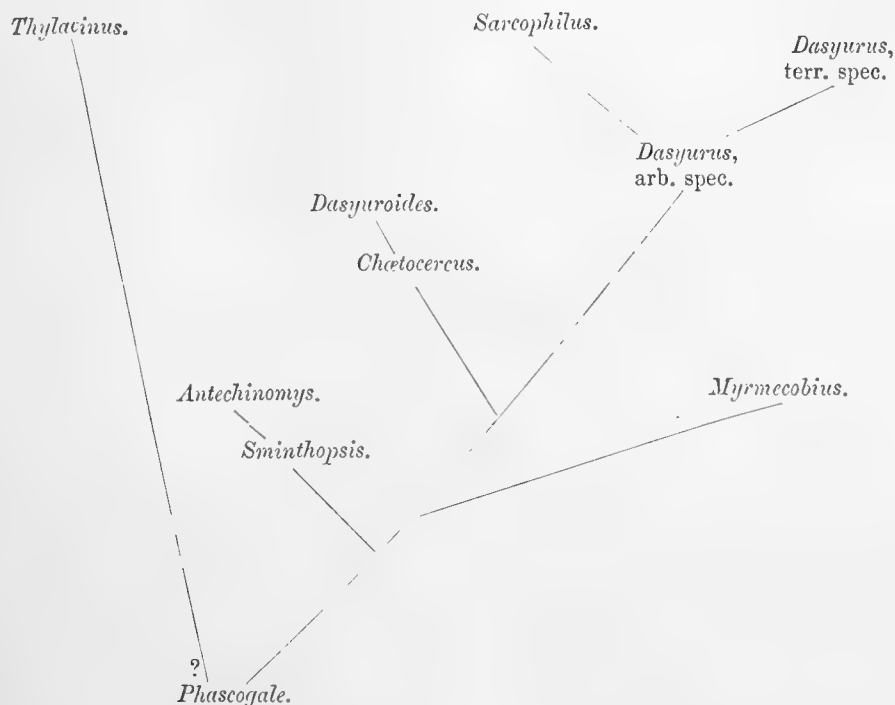 Thylacinus.
Sarcophilus.
Dasyurus,
terr. spec.
Dasyurus,
arb. spec.
Dasyuroides.
Chætocercus.
Antechinomys.
Myrmecobius.
Sminthopsis.
?
Phascogale.